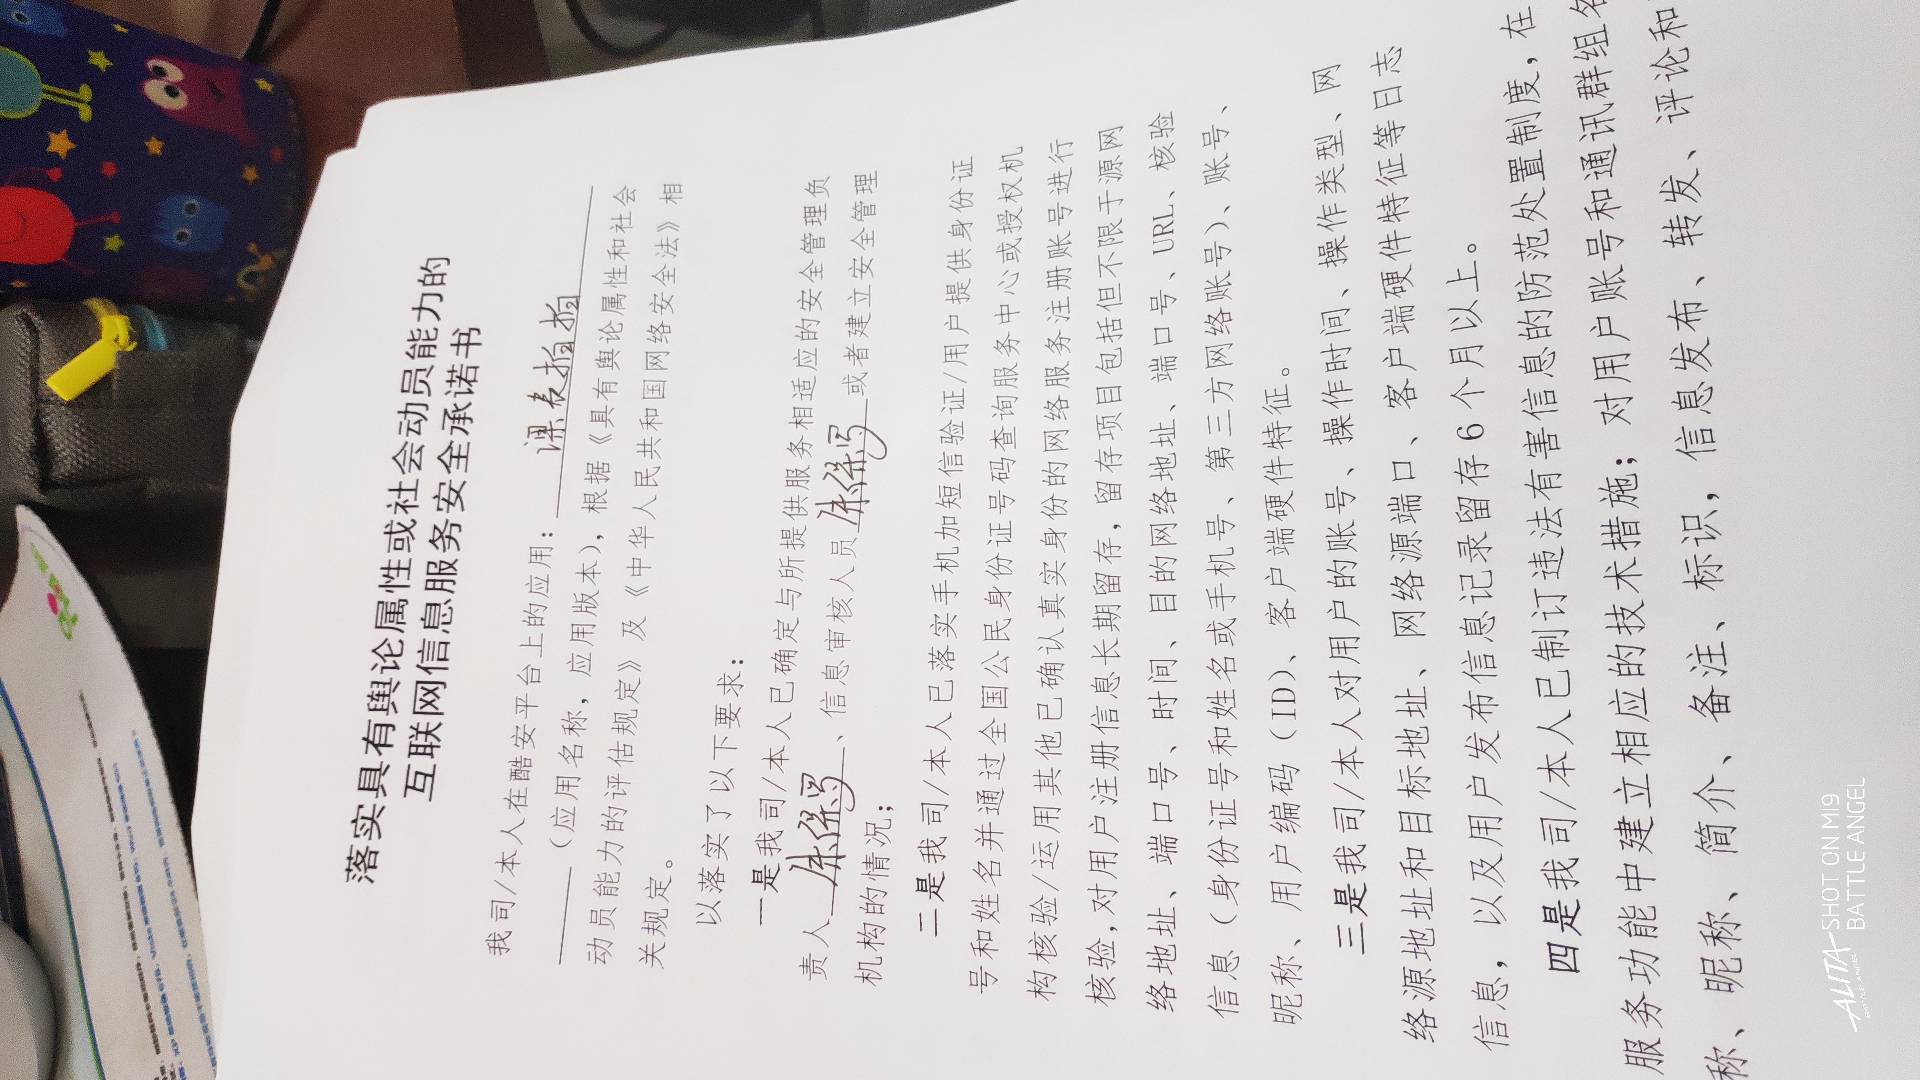 落实具有舆论属性或社会动员能力的
互联网信息服务安全承诺书
我司/本人在酷安平台上的应用：课表拍拍
（应用名称，应用版本），根据《具有舆论属性和社会
动员能力的评估规定》及《中华人民共和国网络安全法》相
关规定。
以落实了以下要求：
一是我司/本人已确定与所提供服务相适应的安全管理负
责人 、信息审核人员 或者建立安全管理
机构的情况；
二是我司/本人已落实手机加短信验证/用户提供身份证
号和姓名并通过全国公民身份证号码查询服务中心或授权机
构核验/运用其他已确认真实身份的网络服务注册账号进行
核验,对用户注册信息长期留存，留存项目包括但不限于源网
络地址、端口号、时间、目的网络地址、端口号、URL、核验
信息（身份证号和姓名或手机号、第三方网络账号）、账号、
昵称、用户编码（ID）、客户端硬件特征。
三是我司/本人对用户的账号、操作时间、操作类型、网
络源地址和目标地址、网络源端口、客户端硬件特征等日志
信息，以及用户发布信息记录留存6个月以上。
四是我司/本人已制订违法有害信息的防范处置制度，在
服务功能中建立相应的技术措施；对用户账号和通讯群组名
称、昵称、简介、备注、标识，信息发布、转发、评论和
ALITA SHOT ON MI9
BATTLE ANGEL BATTLE ANGEL